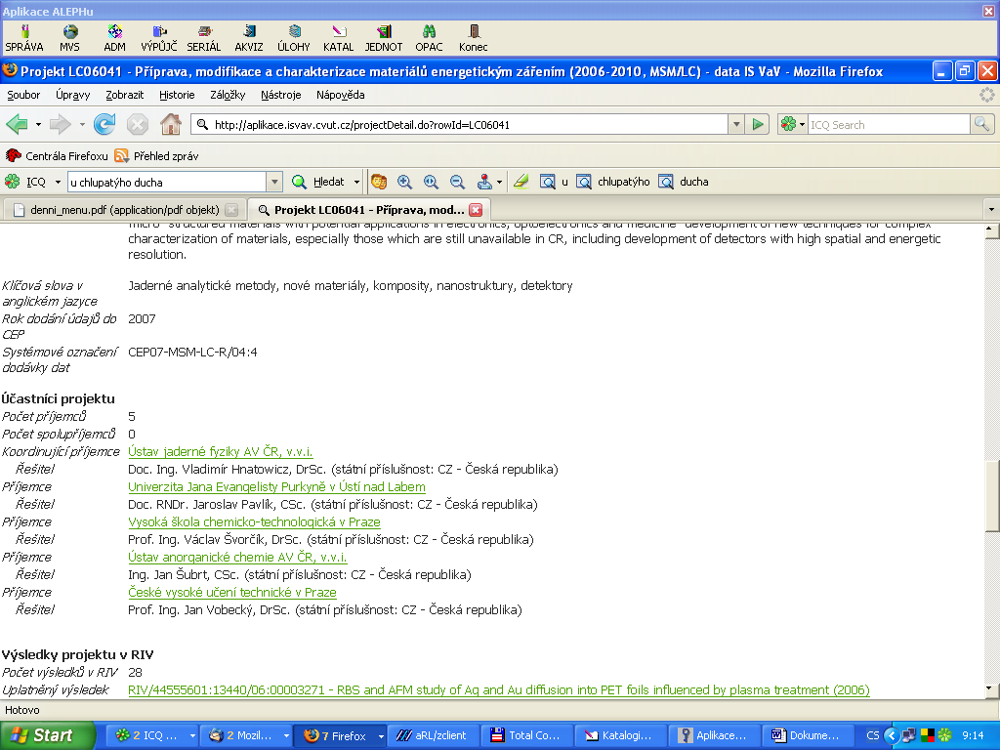 Aplikace ALEPHu
SPRÁVA MVS ADM VÝPŮJČ SERIÁL AKVIZ ÚLOHY KATAL JEDNOT OPAC Konec
Projekt LC06041 - Příprava, modifikace a charakterizace materiálů energetickým zářením (2006-2010, MSM/LC) - data IS VaV - Mozilla Firefox
Soubor Úpravy Zobrazit Historie Záložky Nástroje Nápověda
http://aplikace.isvav.cvut.cz/projectDetail.do?rowId=LC06041 ICQ Search
Centrála Firefoxu Přehled zpráv
ICQ u chlupatýho ducha Hledat u chlupatýho ducha
denni_menu.pdf (application/pdf objekt) Projekt LC06041 - Příprava, mod...
micro- structured materials with potential applications in electronics, optoelectronics and medicine- development of new techniques for complex
characterization of materials, especially those which are still unavailable in CR, including development of detectors with high spatial and energetic
resolution.
Klíčová slova v Jaderné analytické metody, nové materiály, komposity, nanostruktury, detektory
anglickém jazyce
Rok dodání údajů do 2007
CEP
Systémové označení CEP07-MSM-LC-R/04:4
dodávky dat
Účastníci projektu
Počet příjemců 5
Počet spolupříjemců 0
Koordinující příjemce Ústav jaderné fyziky AV ČR, v.v.i.
Řešitel Doc. Ing. Vladimír Hnatowicz, DrSc. (státní příslušnost: CZ - Česká republika)
Příjemce Univerzita Jana Evangelisty Purkyně v Ústí nad Labem
Řešitel Doc. RNDr. Jaroslav Pavlík, CSc. (státní příslušnost: CZ - Česká republika)
Příjemce Vysoká škola chemicko-technologická v Praze
Řešitel Prof. Ing. Václav Švorčík, DrSc. (státní příslušnost: CZ - Česká republika)
Příjemce Ústav anorganické chemie AV ČR, v.v.i.
Řešitel Ing. Jan Šubrt, CSc. (státní příslušnost: CZ - Česká republika)
Příjemce České vysoké učení technické v Praze
Řešitel Prof. Ing. Jan Vobecký, DrSc. (státní příslušnost: CZ - Česká republika)
Výsledky projektu v RIV
Počet výsledků v RIV 28
Uplatněný výsledek RIV/44555601:13440/06:00003271 - RBS and AFM study of Ag and Au diffusion into PET foils influenced by plasma treatment (2006)
Hotovo
Start 2 ICQ ... 2 Mozil... 7 Firefox aRL/zclient Total Co... Katalogi... Aplikace... Dokume... CS 9:14